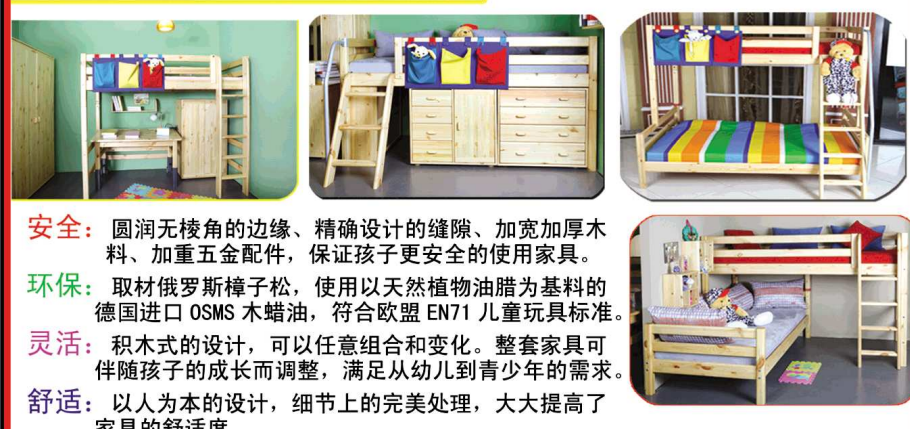 安全：圆润无棱角的边缘、精确设计的缝隙、加宽加厚木
料、加重五金配件，保证孩子更安全的使用家具。
环保：取材俄罗斯樟子松，使用以天然植物油腊为基料的
德国进口 OSMS 木蜡油，符合欧盟 EN71 儿童玩具标准。
灵活：积木式的设计，可以任意组合和变化。整套家具可
伴随孩子的成长而调整，满足从幼儿到青少年的需求。
舒适：以人为本的设计，细节上的完美处理，大大提高了
家具的舒适度